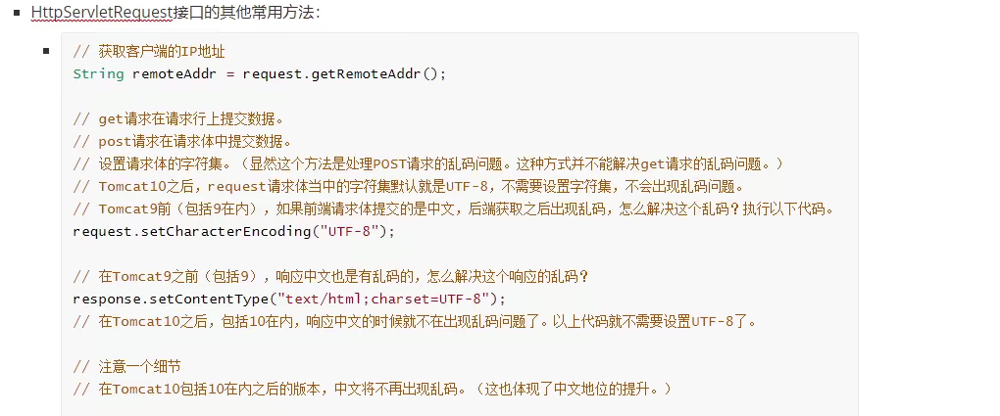 HttpServletRequest接口的其他常用方法：
// 获取客户端的IP地址
String remoteAddr = request.getRemoteAddr();
// get请求在请求行上提交数据。
// post请求在请求体中提交数据。
// 设置请求体的字符集。（显然这个方法是处理POST请求的乱码问题。这种方式并不能解决get请求的乱码问题。）
// Tomcat10之后，request请求体当中的字符集默认就是UTF-8，不需要设置字符集，不会出现乱码问题。
// Tomcat9前（包括9在内），如果前端请求体提交的是中文，后端获取之后出现乱码，怎么解决这个乱码？执行以下代码。
request.setCharacterEncoding("UTF-8");
// 在Tomcat9之前（包括9），响应中文也是有乱码的，怎么解决这个响应的乱码？
response.setContentType("text/html;charset=UTF-8");
// 在Tomcat10之后，包括10在内，响应中文的时候就不在出现乱码问题了。以上代码就不需要设置UTF-8了。
// 注意一个细节
// 在Tomcat10包括10在内之后的版本，中文将不再出现乱码。（这也体现了中文地位的提升。）